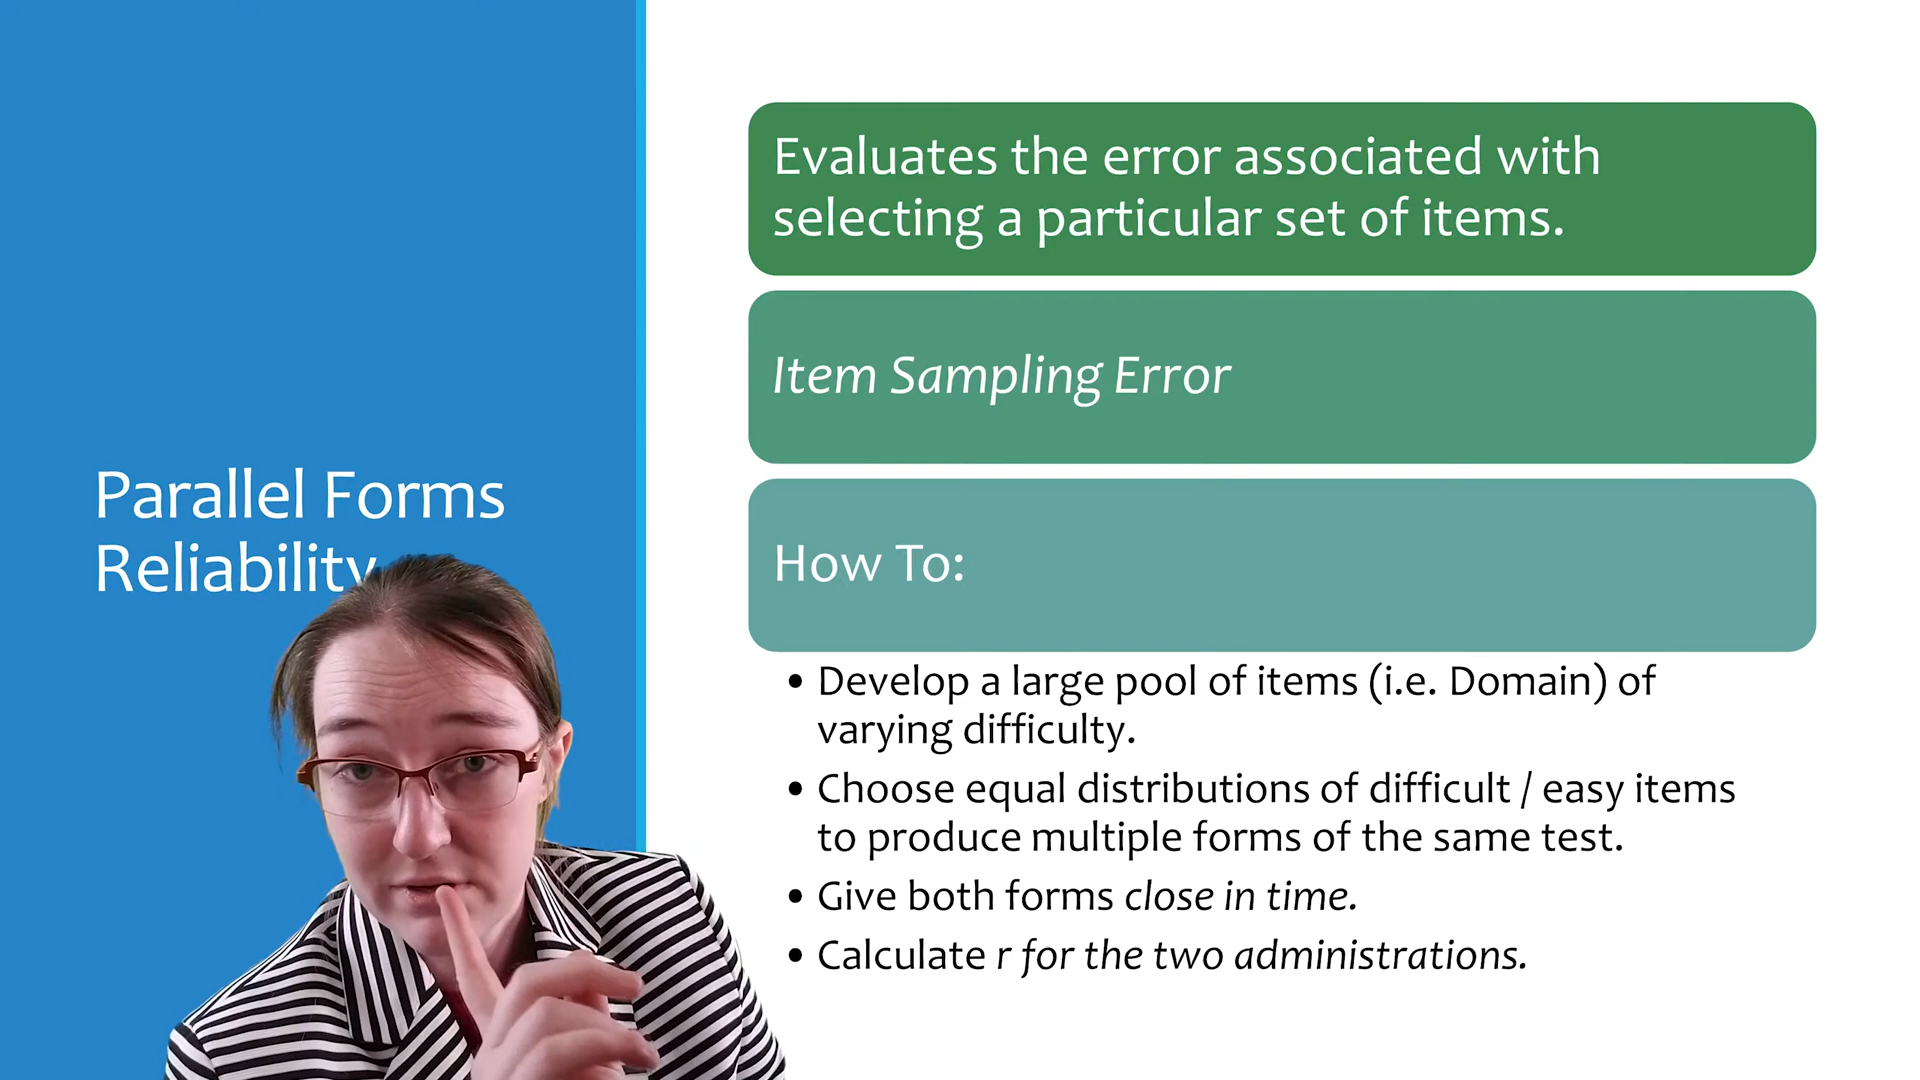 Parallel Forms
Reliability
Evaluates the error associated with
selecting a particular set of items.
Item Sampling Error
How To:
• Develop a large pool of items (i.e. Domain) of
varying difficulty.
• Choose equal distributions of difficult / easy items
to produce multiple forms of the same test.
• Give both forms close in time.
• Calculate r for the two administrations.